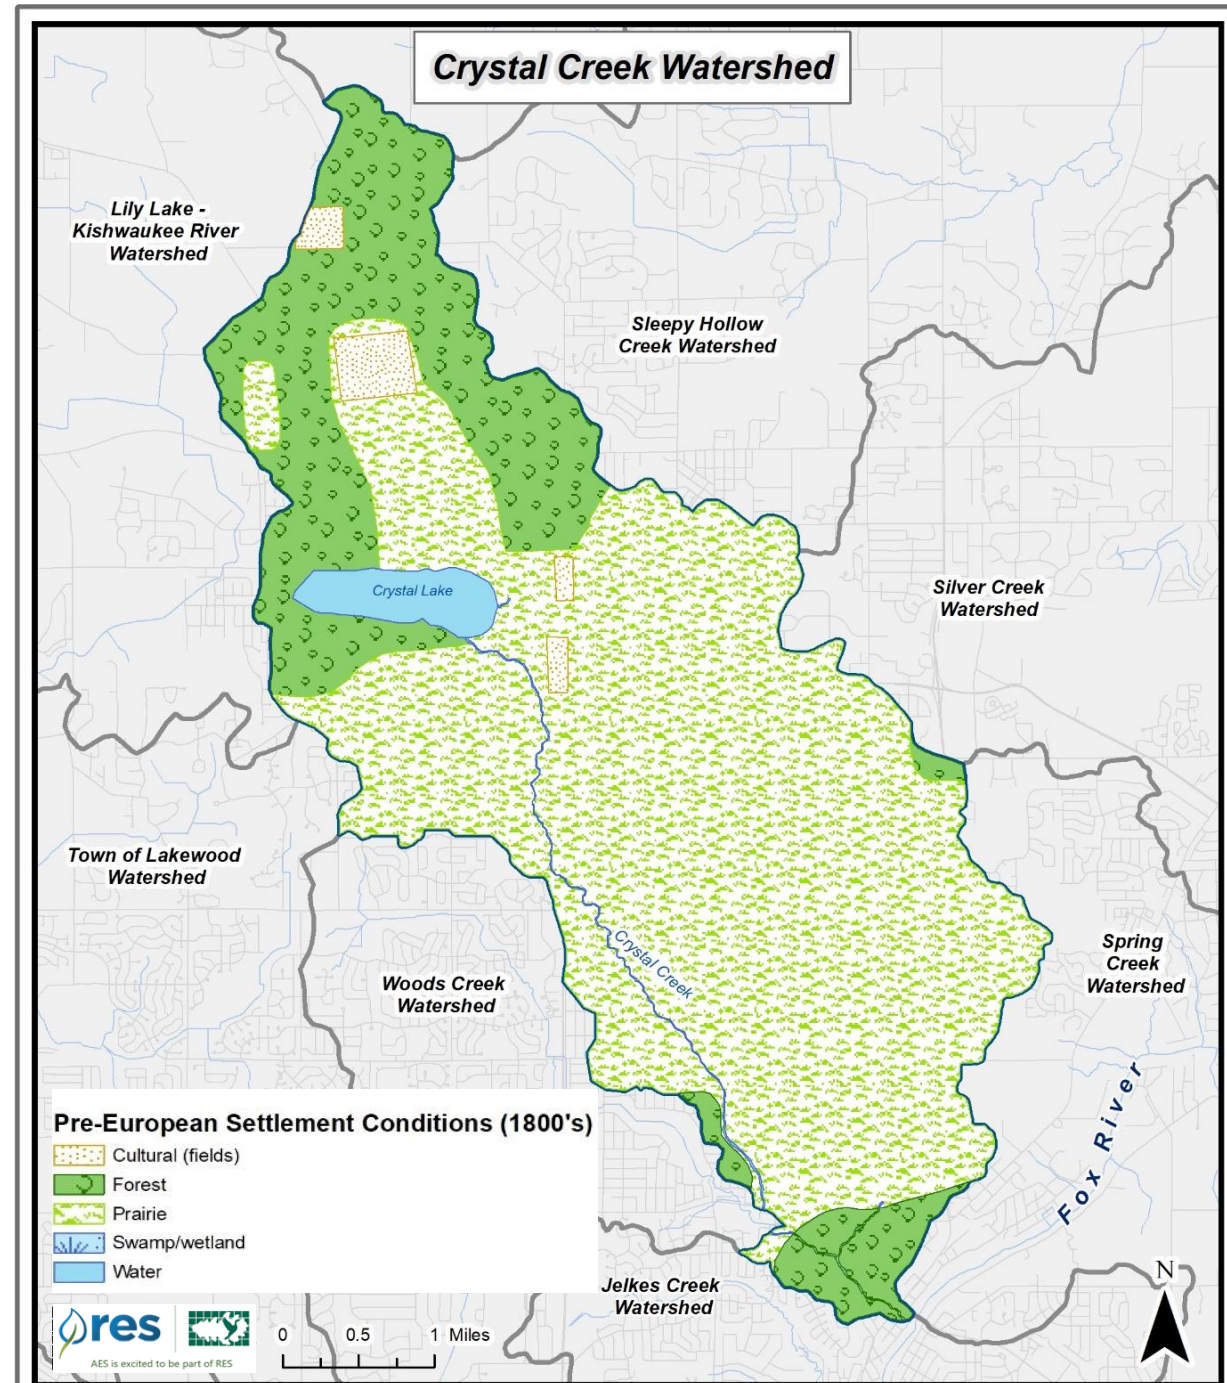 Crystal Creek Watershed
Lily Lake -
Kishwaukee River
Watershed
Sleepy Hollow
Creek Watershed
Crystal Lake
Silver Creek
Watershed
Town of Lakewood
Watershed
Woods Creek
Watershed
Crystal Creek
Spring
Creek
Watershed
Fox River
Pre-European Settlement Conditions (1800's)
Cultural (fields)
Forest
Prairie
Swamp/wetland
Water
Jelkes Creek
Watershed
N
res
AES is excited to be part of RES
0 0.5 1 Miles